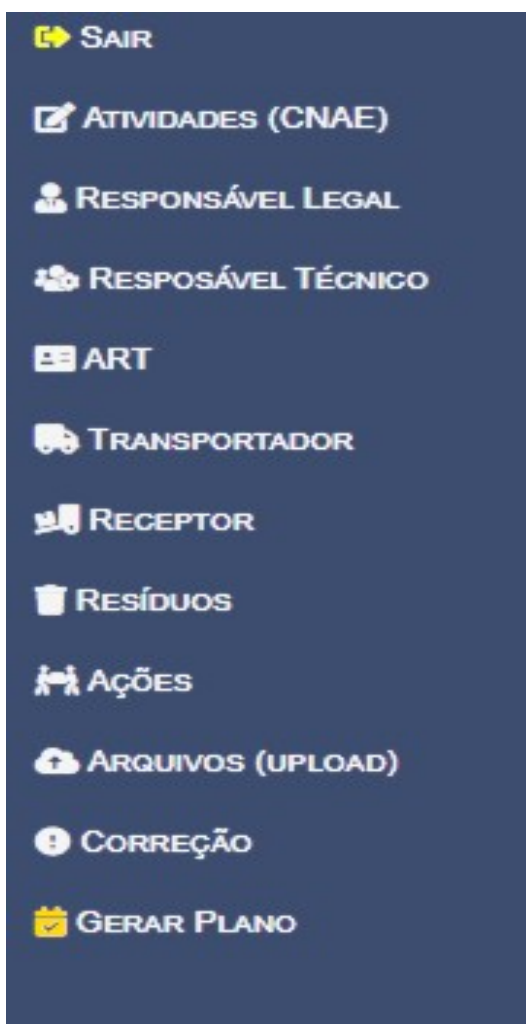 Sair
Atividades (CNAE)
Responsável Legal
Resposável Técnico
ART
Transportador
Receptor
Resíduos
Ações
Arquivos (upload)
Correção
Gerar Plano